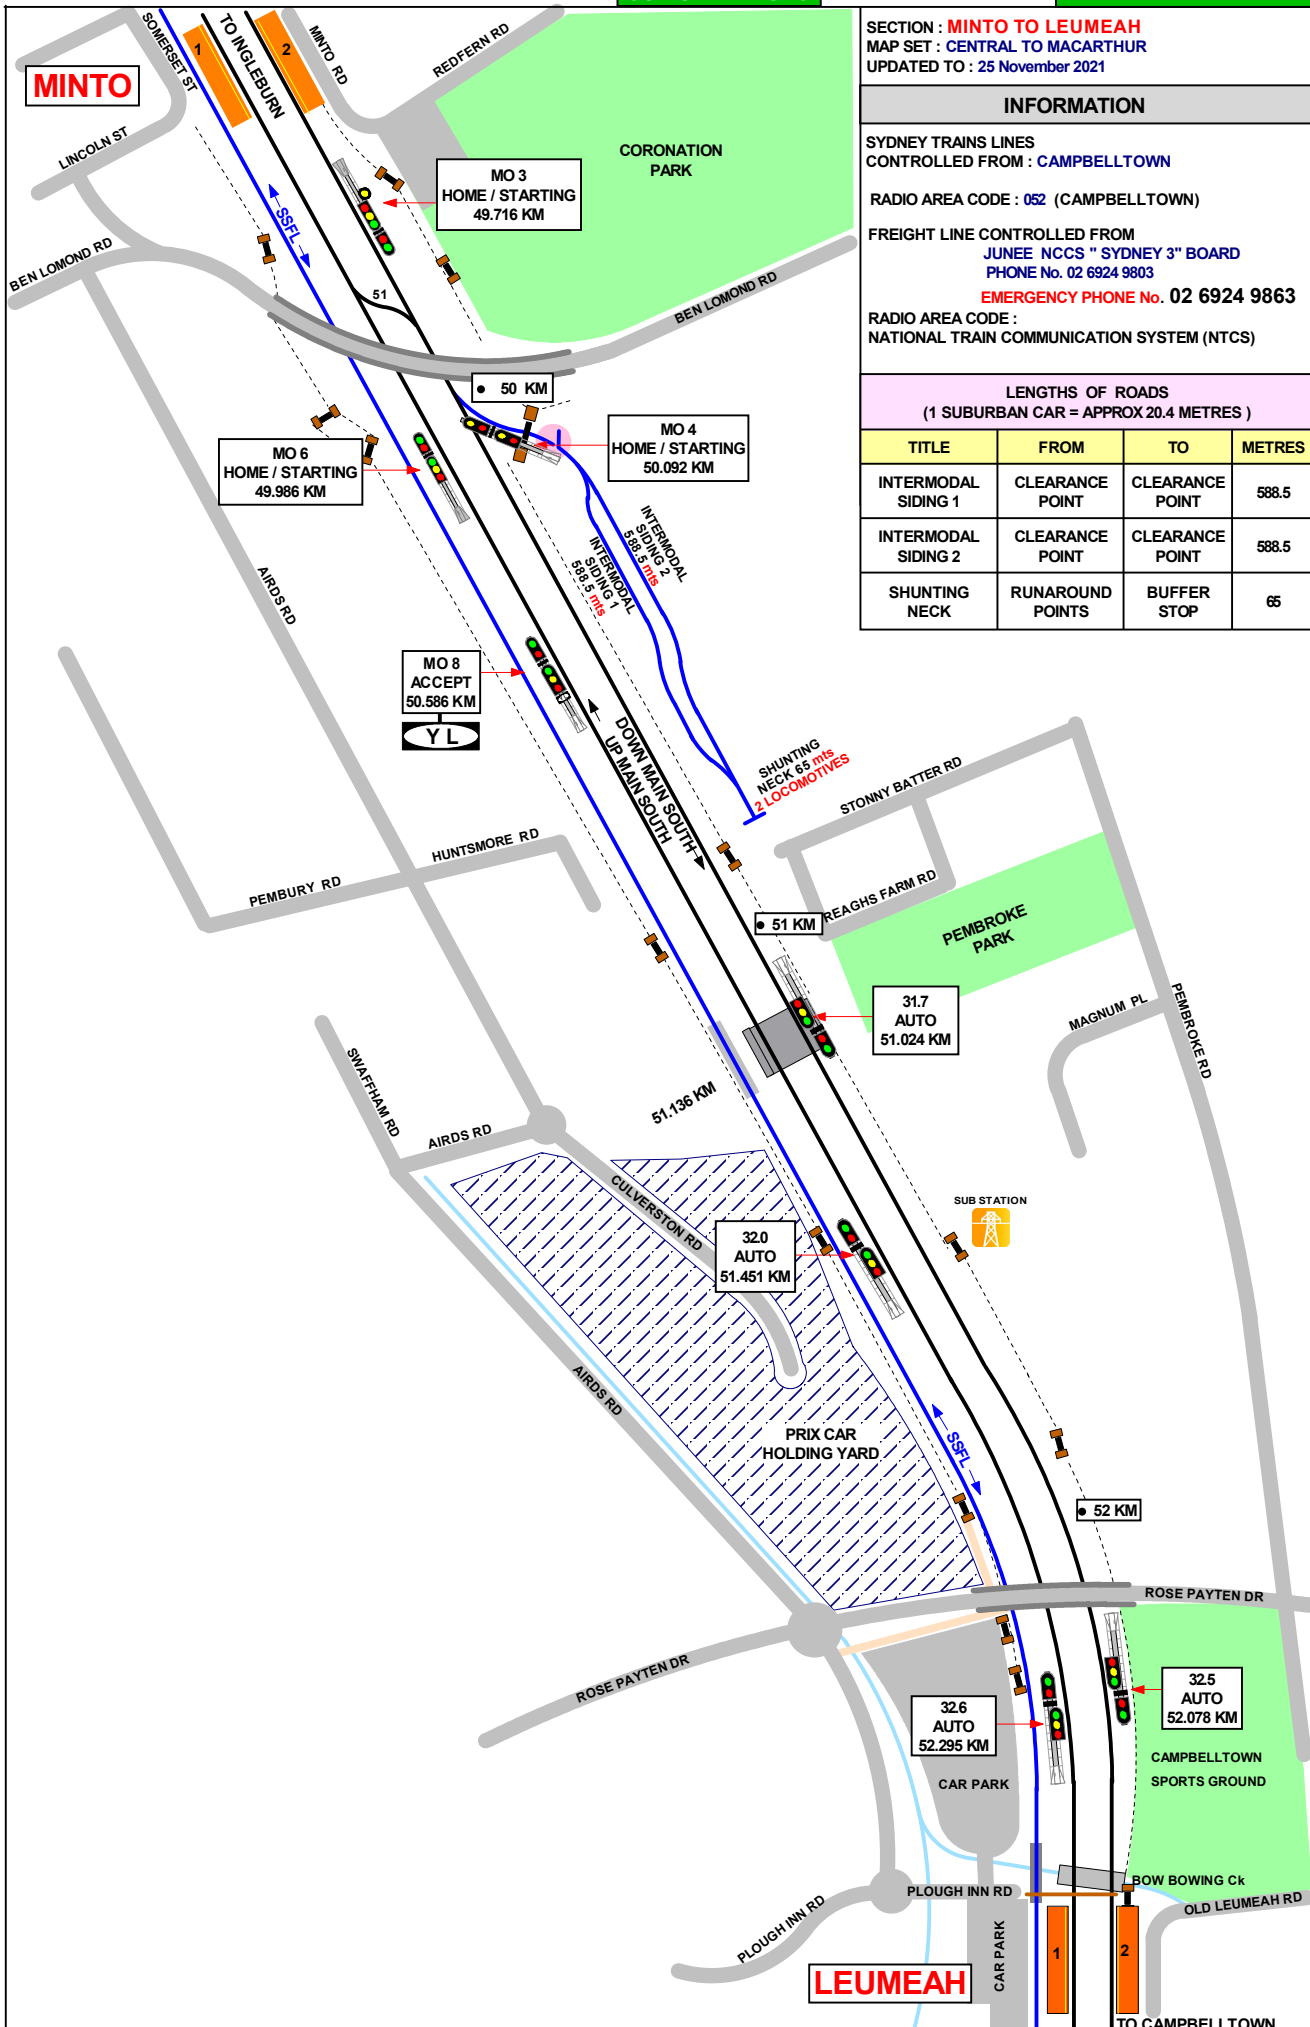 SECTION : MINTO TO LEUMEAH
MAP SET : CENTRAL TO MACARTHUR
UPDATED TO : 25 November 2021
INFORMATION
SYDNEY TRAINS LINES
CONTROLLED FROM : CAMPBELLTOWN
RADIO AREA CODE : 052 (CAMPBELLTOWN)
FREIGHT LINE CONTROLLED FROM
JUNEE NCCS " SYDNEY 3" BOARD
PHONE No. 02 6924 9803
EMERGENCY PHONE No. 02 6924 9863
RADIO AREA CODE :
NATIONAL TRAIN COMMUNICATION SYSTEM (NTCS)
LENGTHS OF ROADS
(1 SUBURBAN CAR = APPROX 20.4 METRES )
TITLE FROM TO METRES
INTERMODAL SIDING 1 CLEARANCE POINT CLEARANCE POINT 588.5
INTERMODAL SIDING 2 CLEARANCE POINT CLEARANCE POINT 588.5
SHUNTING NECK RUNAROUND POINTS BUFFER STOP 65
MINTO
SOMERSET ST
1
TO INGLEBURN
2
MINTO RD
REDFERN RD
LINCOLN ST
CORONATION
PARK
MO 3
HOME / STARTING
49.716 KM
SSFL
BEN LOMOND RD
51
BEN LOMOND RD
50 KM
MO 4
HOME / STARTING
50.092 KM
MO 6
HOME / STARTING
49.986 KM
INTERMODAL
SIDING 2
588.5 mts
INTERMODAL
SIDING 1
588.5 mts
AIRDS RD
MO 8
ACCEPT
50.586 KM
Y L
DOWN MAIN SOUTH
UP MAIN SOUTH
SHUNTING
NECK 65 mts
2 LOCOMOTIVES
STONNY BATTER RD
HUNTSMORE RD
PEMBURY RD
REAGHS FARM RD
51 KM
PEMBROKE
PARK
31.7
AUTO
51.024 KM
MAGNUM PL
PEMBROKE RD
SWAFFHAM RD
51.136 KM
AIRDS RD
CULVERSTON RD
SUB STATION
32.0
AUTO
51.451 KM
AIRDS RD
PRIX CAR
HOLDING YARD
SSFL
52 KM
ROSE PAYTEN DR
ROSE PAYTEN DR
32.5
AUTO
52.078 KM
32.6
AUTO
52.295 KM
CAMPBELLTOWN
SPORTS GROUND
CAR PARK
BOW BOWING Ck
PLOUGH INN RD
OLD LEUMEAH RD
PLOUGH INN RD
CAR PARK
1
2
LEUMEAH
TO CAMPBELLTOWN